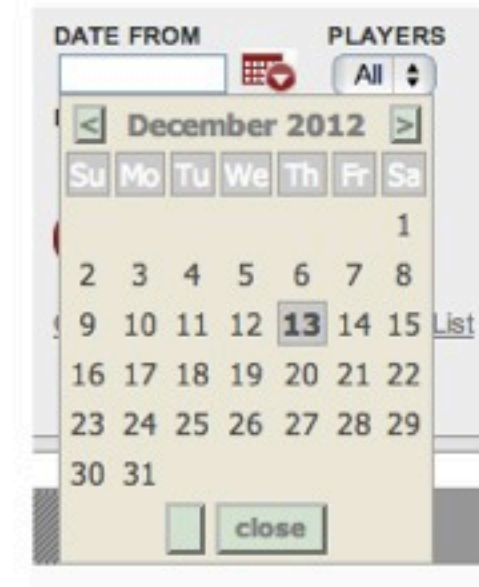 DATE FROM PLAYERS
All
< December 2012 >
Su Mo Tu We Th Fr Sa
1
2 3 4 5 6 7 8
9 10 11 12 13 14 15 List
16 17 18 19 20 21 22
23 24 25 26 27 28 29
30 31
close